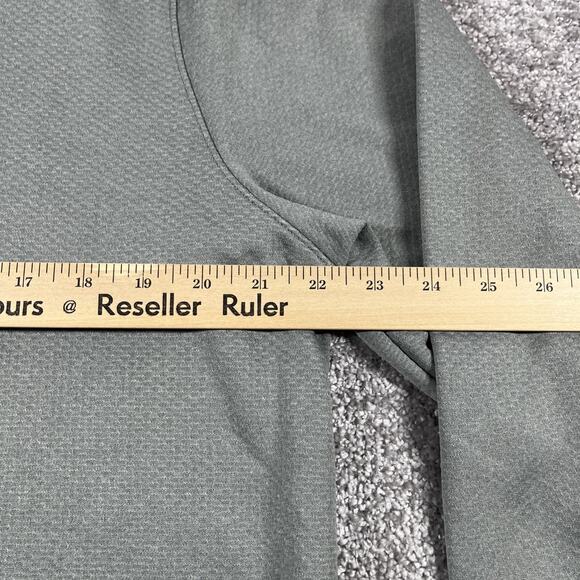 17 18 19 20 21 22 23 24 25 26
ours @ Reseller Ruler